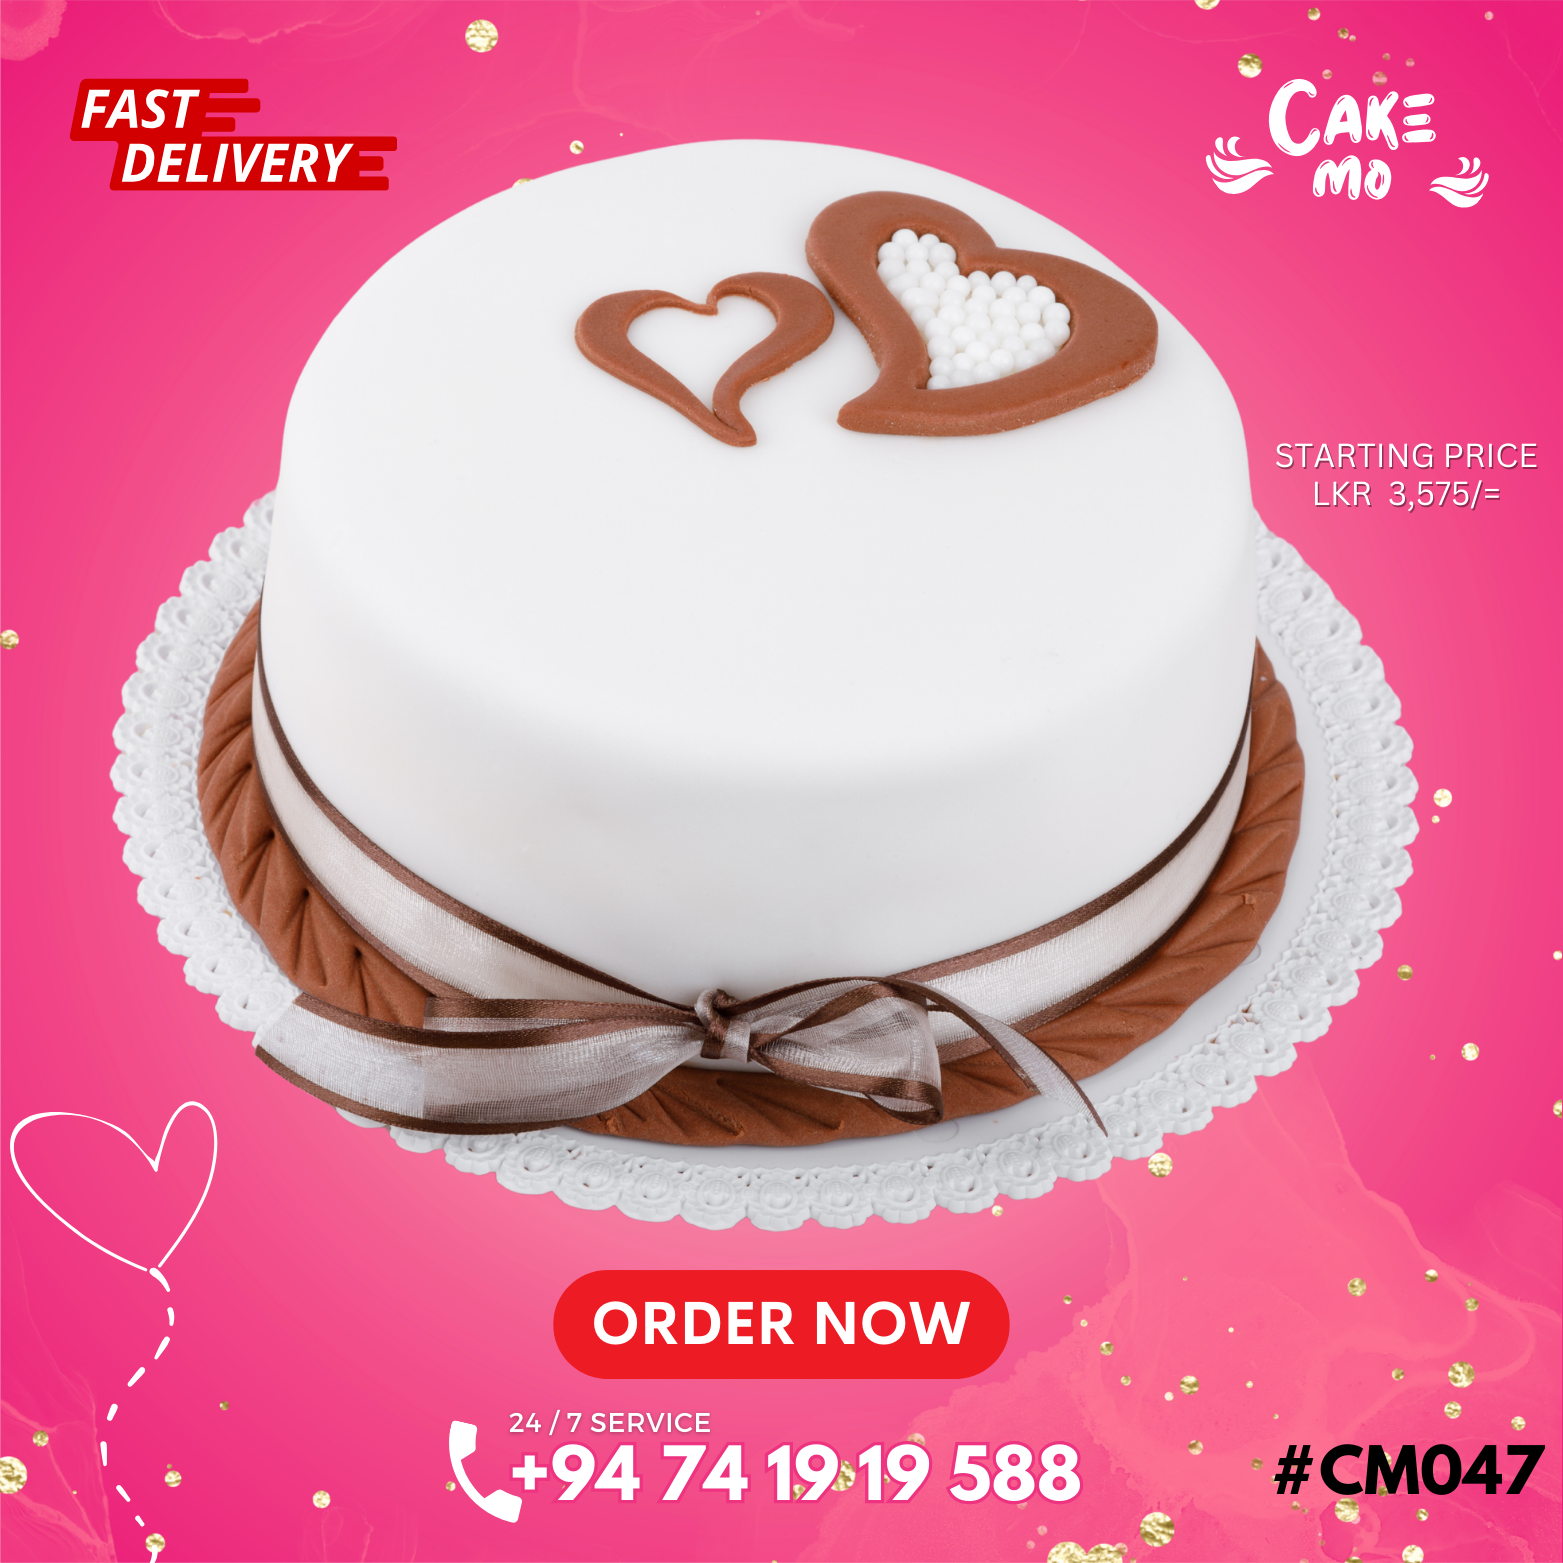 FAST
DELIVERY
CAKE
MO
STARTING PRICE
LKR 3,575/=
ORDER NOW
24 / 7 SERVICE
+94 74 19 19 588
#CM047